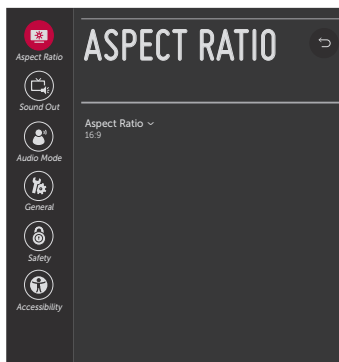 ASPECT RATIO
Aspect Ratio
Sound Out
Audio Mode
General
Safety
Accessibility
Aspect Ratio
16:9